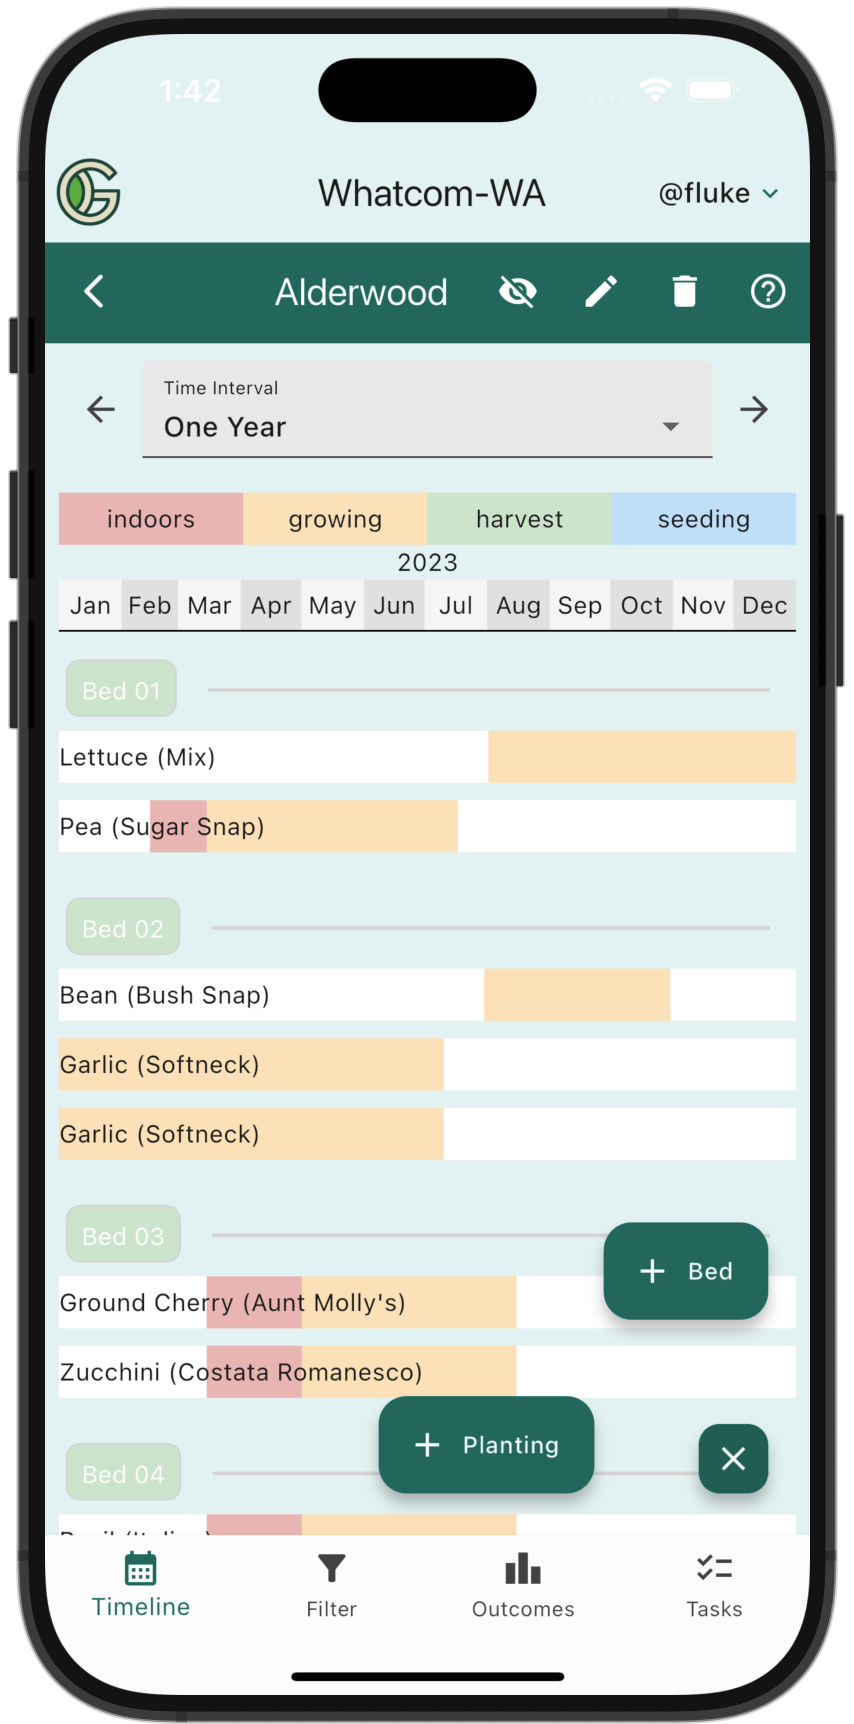 1:42
Whatcom-WA @fluke
Alderwood
Time Interval
One Year
indoors growing harvest seeding
2023
Jan Feb Mar Apr May Jun Jul Aug Sep Oct Nov Dec
Bed 01
Lettuce (Mix)
Pea (Sugar Snap)
Bed 02
Bean (Bush Snap)
Garlic (Softneck)
Garlic (Softneck)
Bed 03
+ Bed
Ground Cherry (Aunt Molly's)
Zucchini (Costata Romanesco)
+ Planting
Bed 04
Timeline Filter Outcomes Tasks